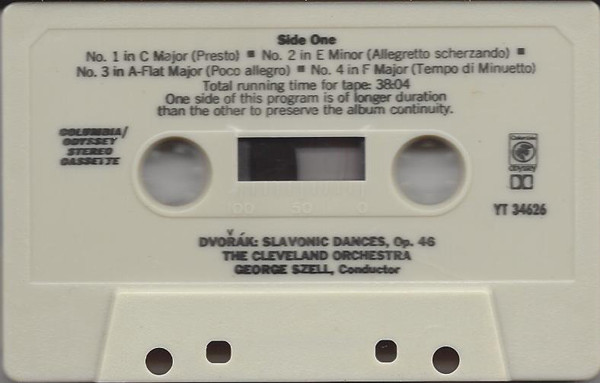 Side One
No. 1 in C Major (Presto) ■ No. 2 in E Minor (Allegretto scherzando) ■
No. 3 in A-Flat Major (Poco allegro) ■ No. 4 in F Major (Tempo di Minuetto)
Total running time for tape: 38:04
One side of this program is of longer duration
than the other to preserve the album continuity.
COLUMBIA/
ODYSSEY
STEREO
CASSETTE
Odyssey
YT 34626
100 50 0
DVOŘÁK: SLAVONIC DANCES, Op. 46
THE CLEVELAND ORCHESTRA
GEORGE SZELL, Conductor